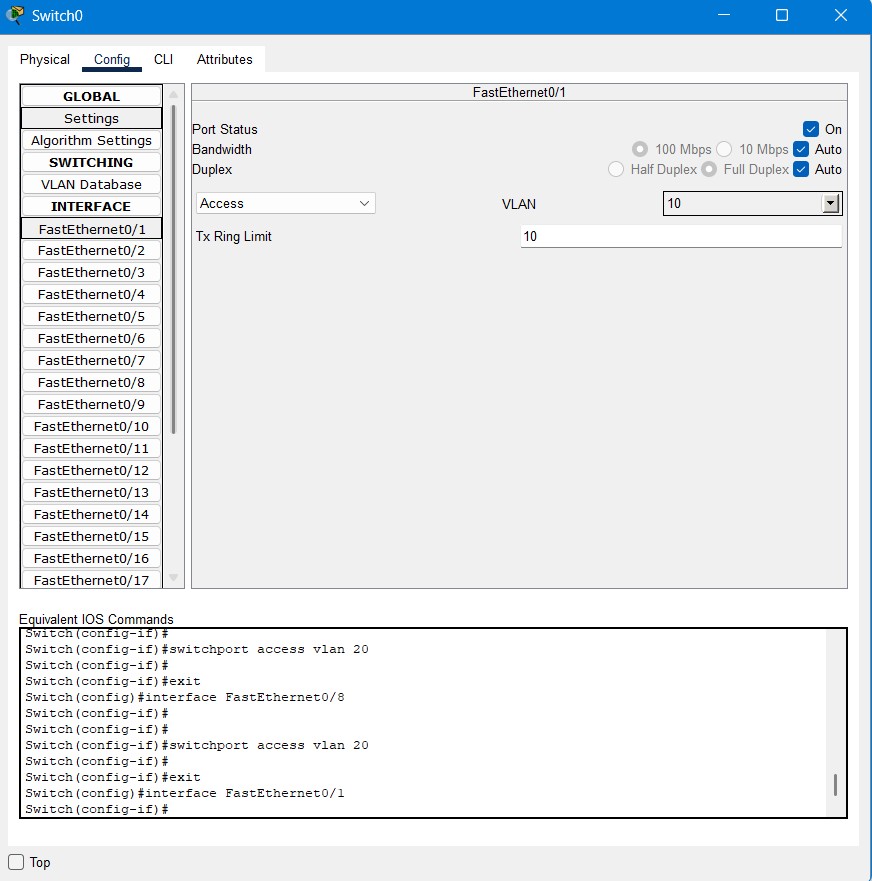 Switch0
Physical Config CLI Attributes
GLOBAL
Settings
Algorithm Settings
SWITCHING
VLAN Database
INTERFACE
FastEthernet0/1
FastEthernet0/2
FastEthernet0/3
FastEthernet0/4
FastEthernet0/5
FastEthernet0/6
FastEthernet0/7
FastEthernet0/8
FastEthernet0/9
FastEthernet0/10
FastEthernet0/11
FastEthernet0/12
FastEthernet0/13
FastEthernet0/14
FastEthernet0/15
FastEthernet0/16
FastEthernet0/17
FastEthernet0/1
Port Status On
Bandwidth 100 Mbps 10 Mbps Auto
Duplex Half Duplex Full Duplex Auto
Access VLAN 10
Tx Ring Limit 10
Equivalent IOS Commands
Switch(config-if)#
Switch(config-if)#switchport access vlan 20
Switch(config-if)#
Switch(config-if)#exit
Switch(config)#interface FastEthernet0/8
Switch(config-if)#
Switch(config-if)#
Switch(config-if)#switchport access vlan 20
Switch(config-if)#
Switch(config-if)#exit
Switch(config)#interface FastEthernet0/1
Switch(config-if)#
Top